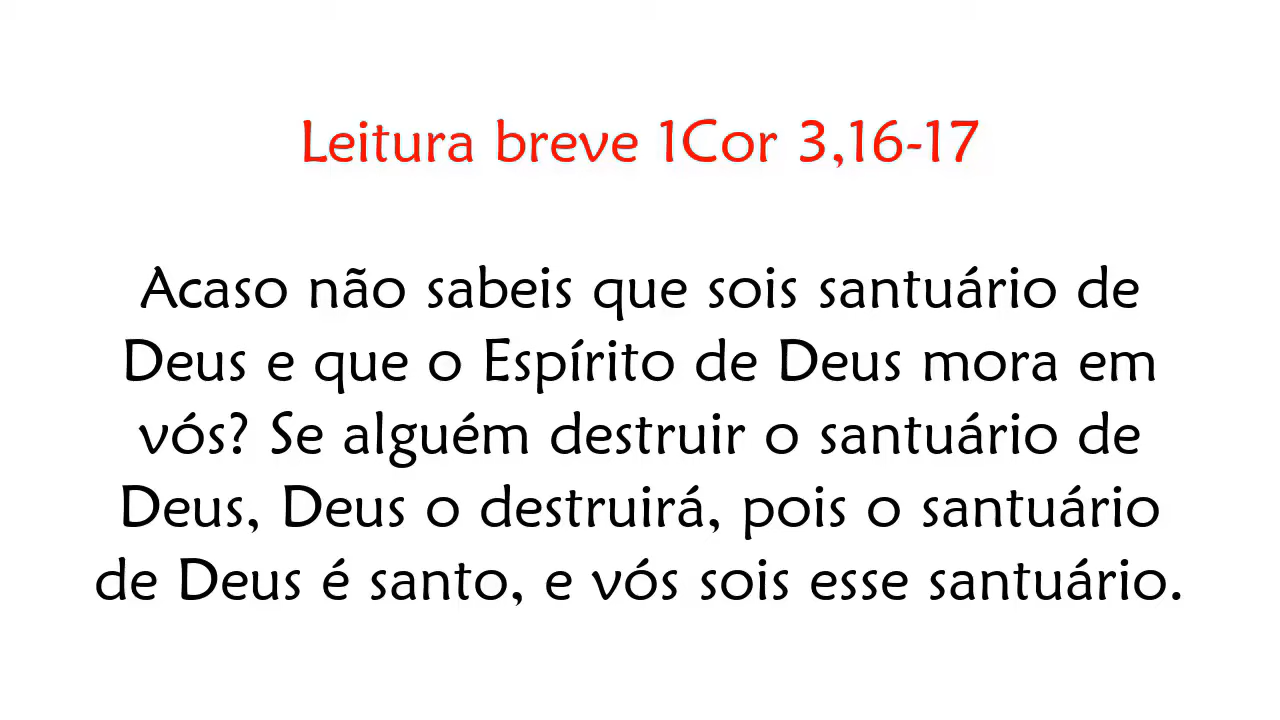 Leitura breve 1Cor 3,16-17
Acaso não sabeis que sois santuário de
Deus e que o Espírito de Deus mora em
vós? Se alguém destruir o santuário de
Deus, Deus o destruirá, pois o santuário
de Deus é santo, e vós sois esse santuário.